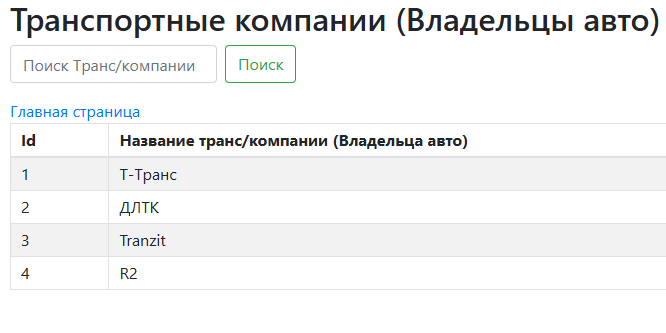 Транспортные компании (Владельцы авто)
Поиск Транс/компании Поиск
Главная страница
Id Название транс/компании (Владельца авто)
1 Т-Транс
2 ДЛТК
3 Tranzit
4 R2